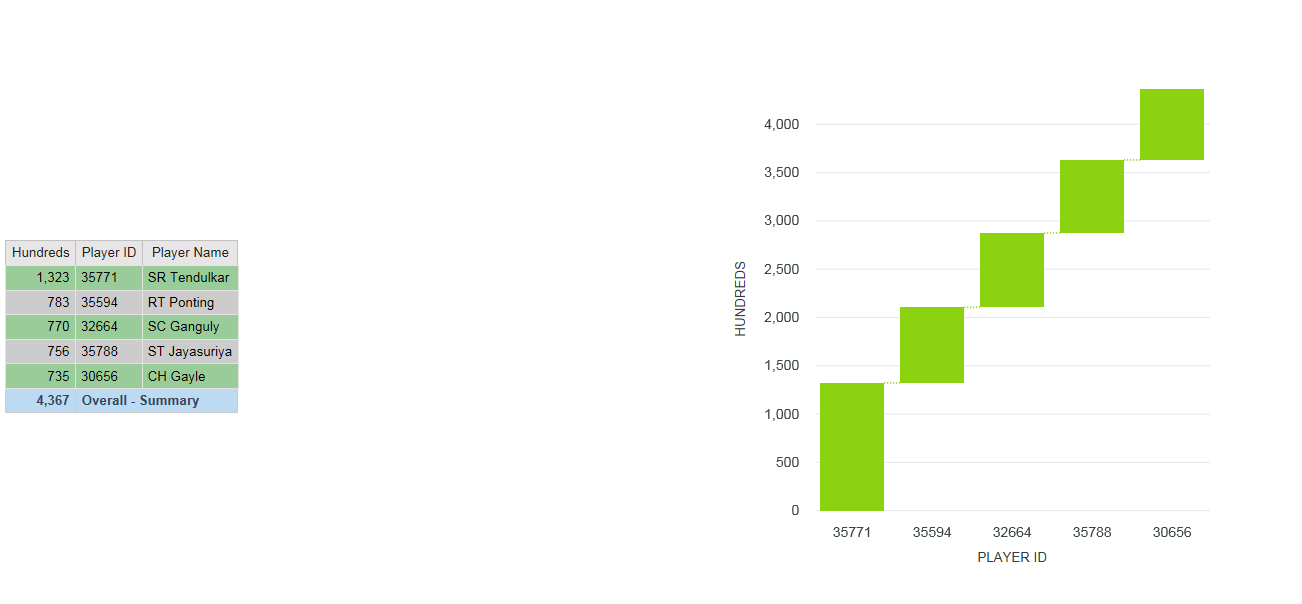 Hundreds Player ID Player Name
1,323 35771 SR Tendulkar
783 35594 RT Ponting
770 32664 SC Ganguly
756 35788 ST Jayasuriya
735 30656 CH Gayle
4,367 Overall - Summary
HUNDREDS
4,000
3,500
3,000
2,500
2,000
1,500
1,000
500
0
35771 35594 32664 35788 30656
PLAYER ID